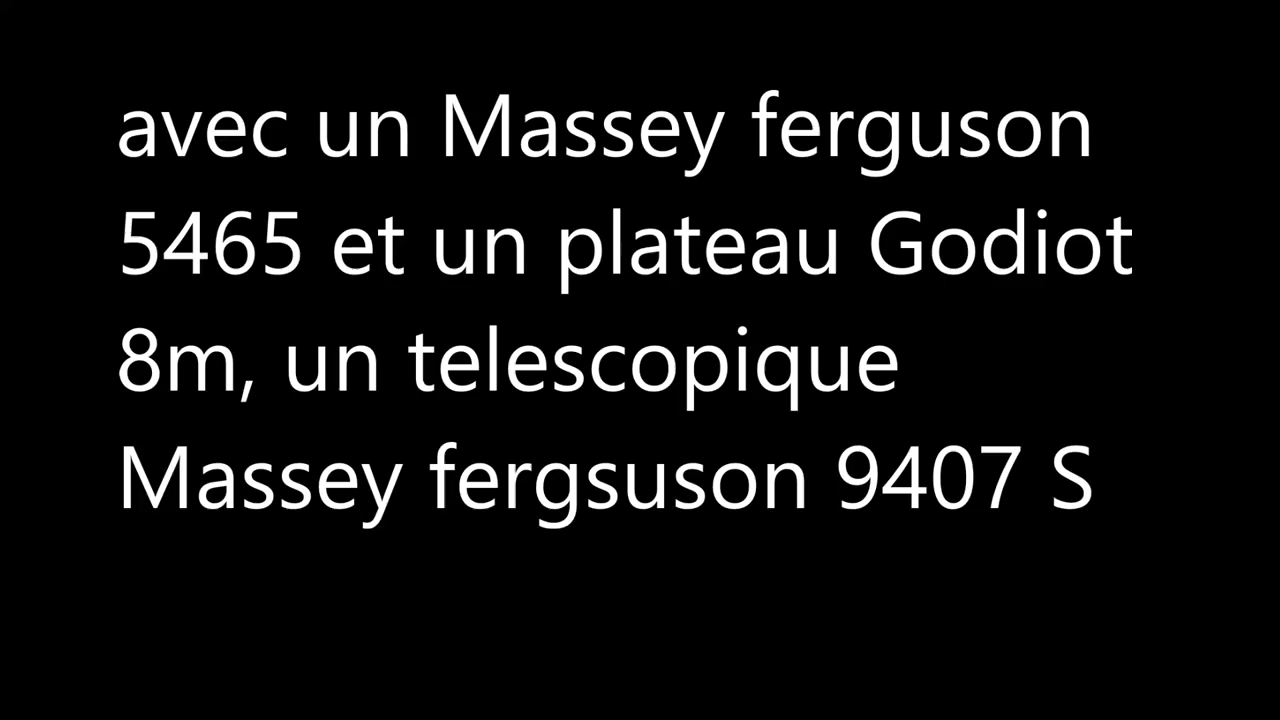 avec un Massey ferguson
5465 et un plateau Godiot
8m, un telescopique
Massey fergsuson 9407 S